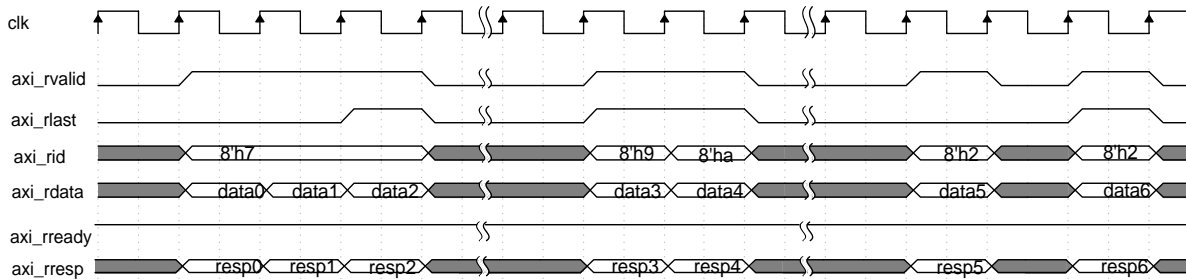 clk
axi_rvalid
axi_rlast
axi_rid 8'h7 8'h9 8'ha 8'h2 8'h2
axi_rdata data0 data1 data2 data3 data4 data5 data6
axi_rready
axi_rresp resp0 resp1 resp2 resp3 resp4 resp5 resp6